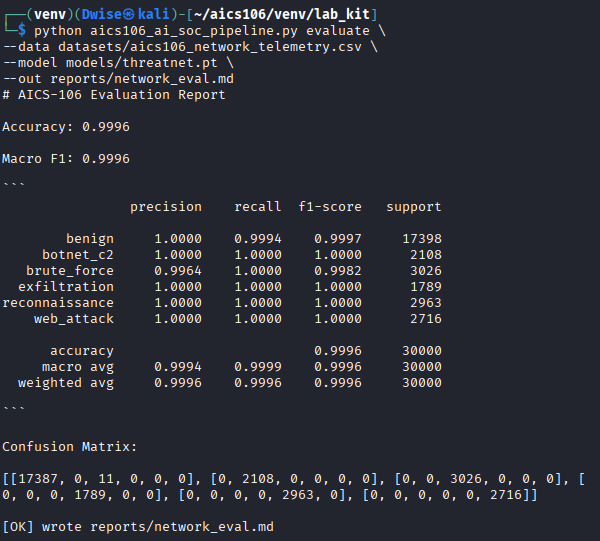 ┌──(venv)(Dwise㉿kali)-[~/aics106/venv/lab_kit]
└─$ python aics106_ai_soc_pipeline.py evaluate \
--data datasets/aics106_network_telemetry.csv \
--model models/threatnet.pt \
--out reports/network_eval.md
# AICS-106 Evaluation Report
Accuracy: 0.9996
Macro F1: 0.9996
```
precision recall f1-score support
benign 1.0000 0.9994 0.9997 17398
botnet_c2 1.0000 1.0000 1.0000 2108
brute_force 0.9964 1.0000 0.9982 3026
exfiltration 1.0000 1.0000 1.0000 1789
reconnaissance 1.0000 1.0000 1.0000 2963
web_attack 1.0000 1.0000 1.0000 2716
accuracy 0.9996 30000
macro avg 0.9994 0.9999 0.9996 30000
weighted avg 0.9996 0.9996 0.9996 30000
```
Confusion Matrix:
[[17387, 0, 11, 0, 0, 0], [0, 2108, 0, 0, 0, 0], [0, 0, 3026, 0, 0, 0], [
0, 0, 0, 1789, 0, 0], [0, 0, 0, 0, 2963, 0], [0, 0, 0, 0, 0, 2716]]
[OK] wrote reports/network_eval.md